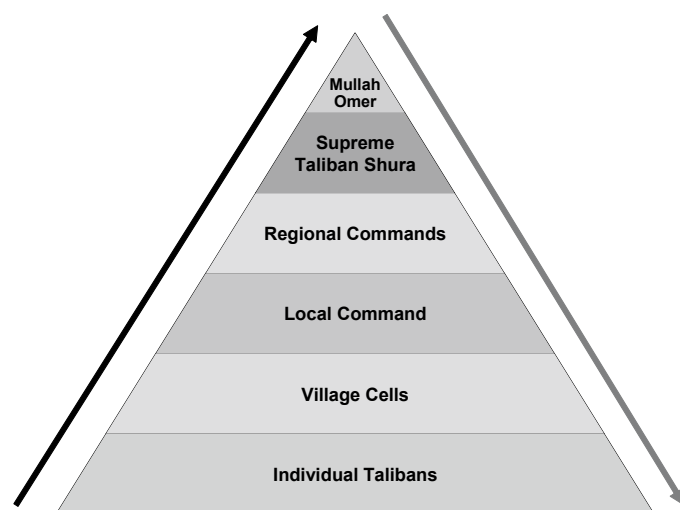 Mullah
Omer
Supreme
Taliban Shura
Regional Commands
Local Command
Village Cells
Individual Talibans